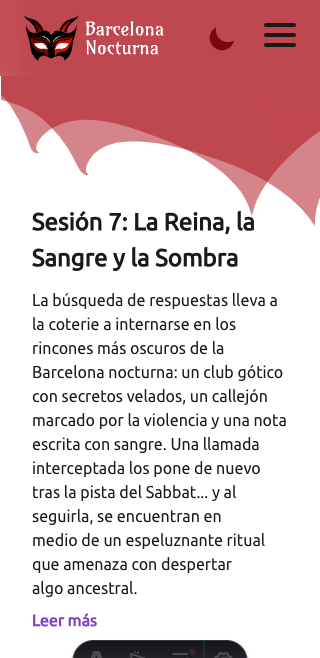 Barcelona
Nocturna
Sesión 7: La Reina, la
Sangre y la Sombra
La búsqueda de respuestas lleva a
la coterie a internarse en los
rincones más oscuros de la
Barcelona nocturna: un club gótico
con secretos velados, un callejón
marcado por la violencia y una nota
escrita con sangre. Una llamada
interceptada los pone de nuevo
tras la pista del Sabbat... y al
seguirla, se encuentran en
medio de un espeluznante ritual
que amenaza con despertar
algo ancestral.
Leer más